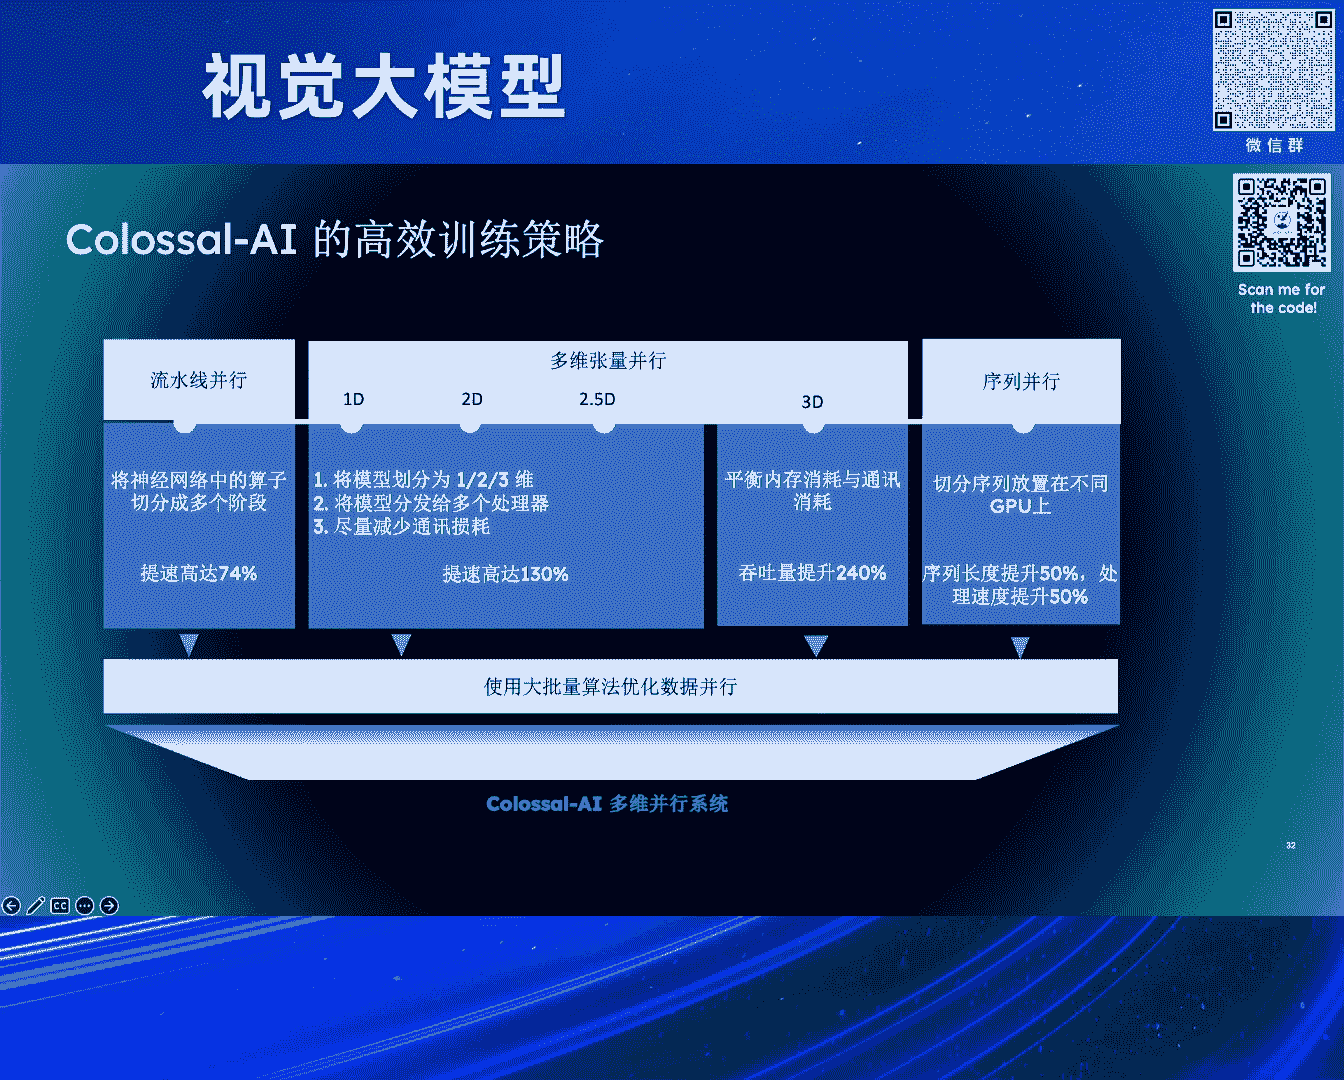 视觉大模型
微信群
Colossal-AI 的高效训练策略
Scan me for
the code!
流水线并行
多维张量并行
1D
2D
2.5D
3D
序列并行
将神经网络中的算子
切分成多个阶段
提速高达74%
1. 将模型划分为 1/2/3 维
2. 将模型分发给多个处理器
3. 尽量减少通讯损耗
提速高达130%
平衡内存消耗与通讯
消耗
吞吐量提升240%
切分序列放置在不同
GPU上
序列长度提升50%，处
理速度提升50%
使用大批量算法优化数据并行
Colossal-AI 多维并行系统
32
CC